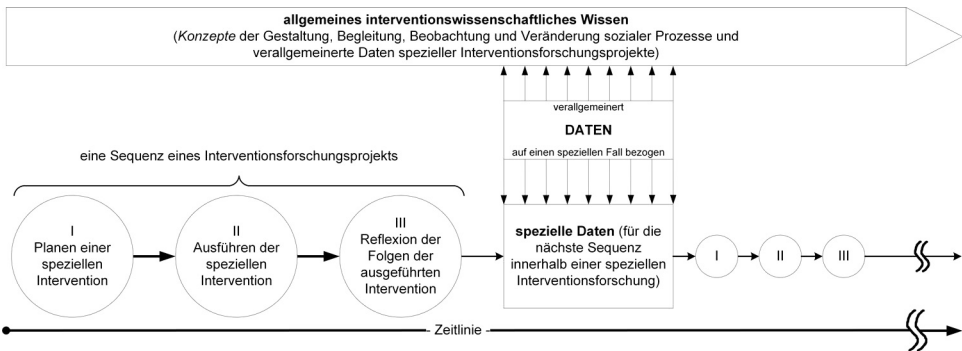 allgemeines interventionswissenschaftliches Wissen
(Konzepte der Gestaltung, Begleitung, Beobachtung und Veränderung sozialer Prozesse und
verallgemeinerte Daten spezieller Interventionsforschungsprojekte)
verallgemeinert
DATEN
auf einen speziellen Fall bezogen
eine Sequenz eines Interventionsforschungsprojekts
I
Planen einer
speziellen
Intervention
II
Ausführen der
speziellen
Intervention
III
Reflexion der
Folgen der
ausgeführten
Intervention
spezielle Daten (für die
nächste Sequenz
innerhalb einer speziellen
Interventionsforschung)
I
II
III
- Zeitlinie -